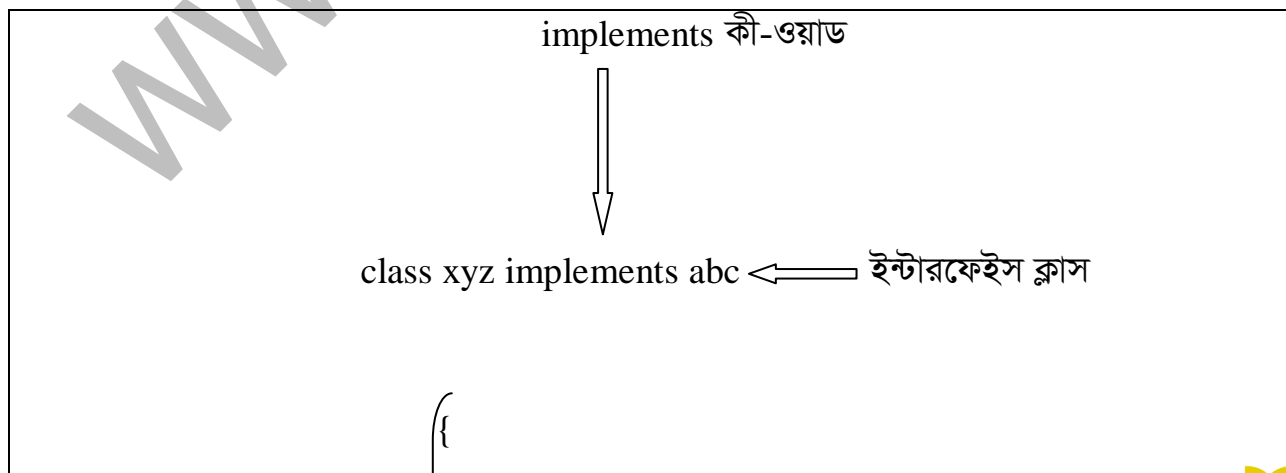 implements কী-ওয়াড
class xyz implements abc ইন্টারফেইস ক্লাস
{